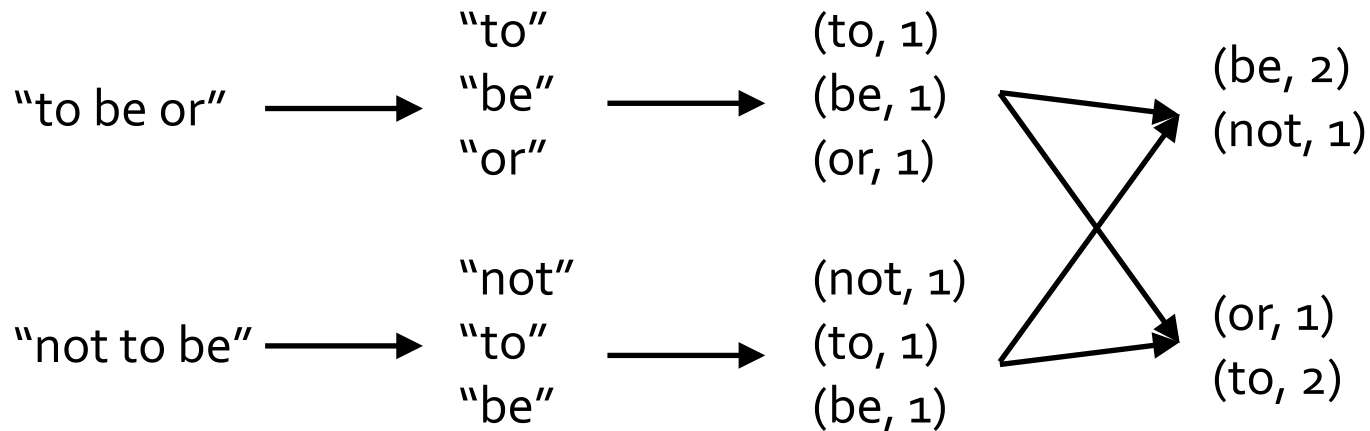 “to be or”
“to”
“be”
“or”
(to, 1)
(be, 1)
(or, 1)
(be, 2)
(not, 1)
“not to be”
“not”
“to”
“be”
(not, 1)
(to, 1)
(be, 1)
(or, 1)
(to, 2)